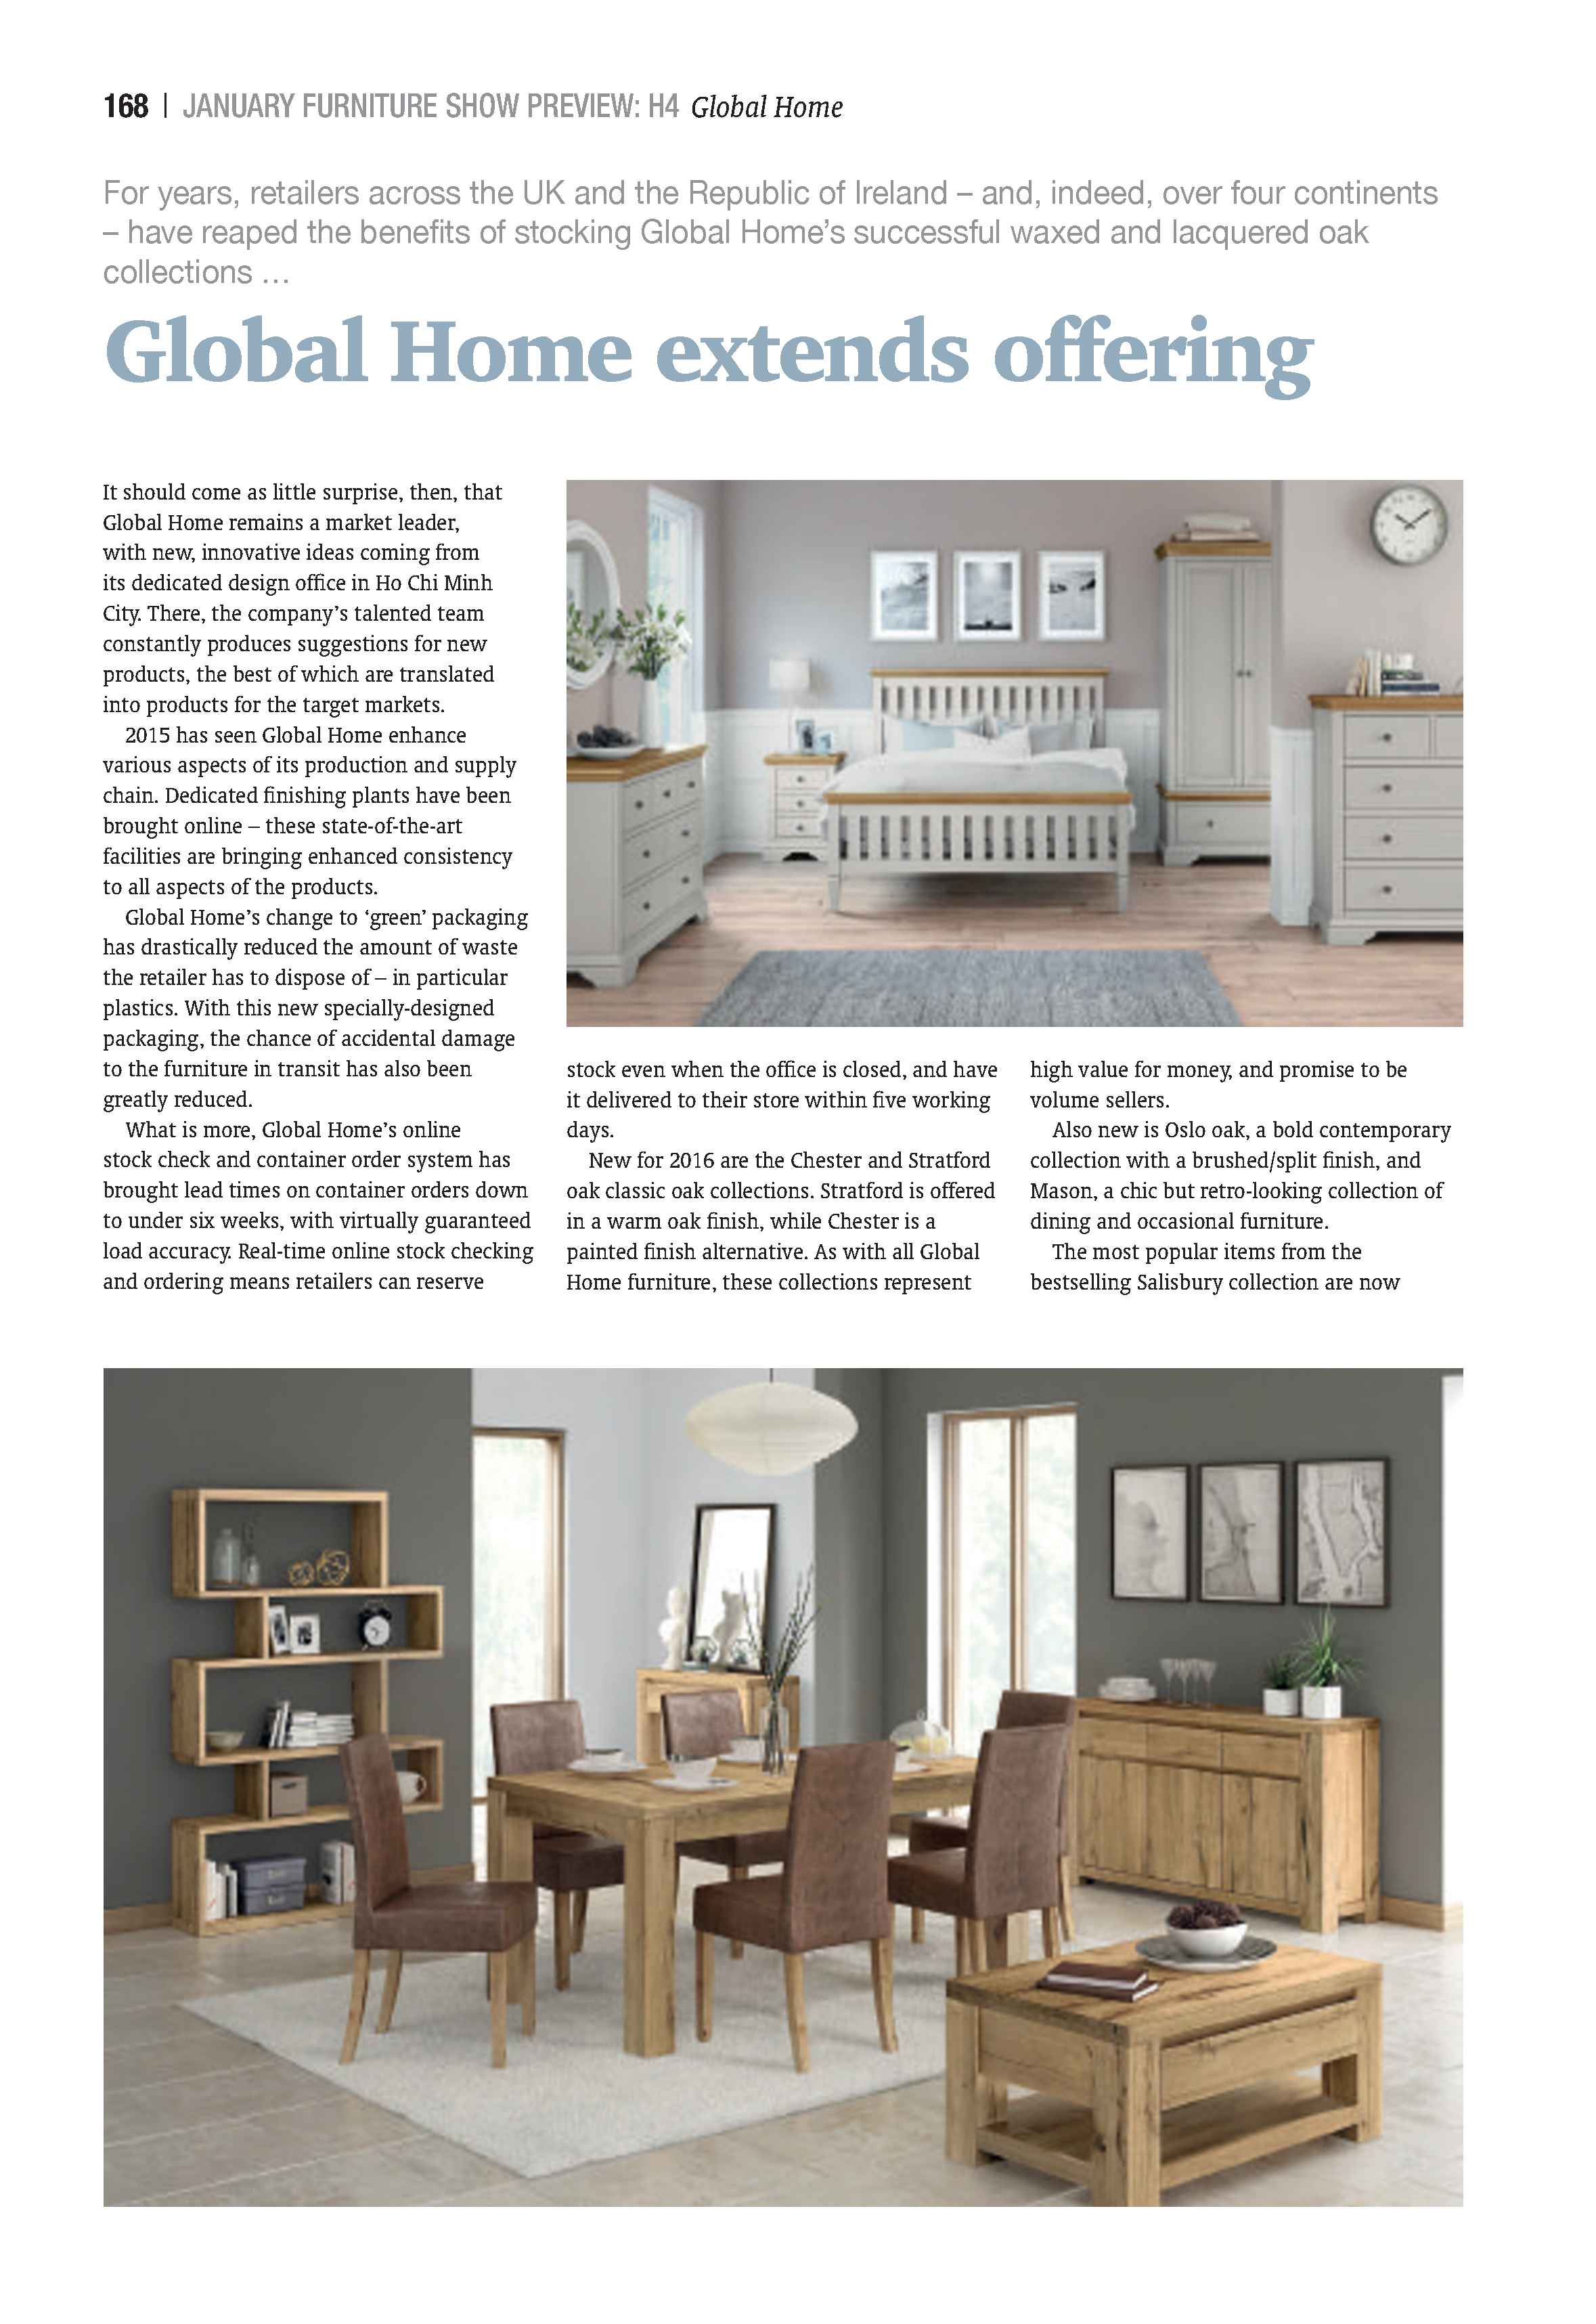 168 | JANUARY FURNITURE SHOW PREVIEW: H4 Global Home
For years, retailers across the UK and the Republic of Ireland – and, indeed, over four continents
– have reaped the benefits of stocking Global Home's successful waxed and lacquered oak
collections …
Global Home extends offering
It should come as little surprise, then, that
Global Home remains a market leader,
with new, innovative ideas coming from
its dedicated design office in Ho Chi Minh
City. There, the company's talented team
constantly produces suggestions for new
products, the best of which are translated
into products for the target markets.
2015 has seen Global Home enhance
various aspects of its production and supply
chain. Dedicated finishing plants have been
brought online – these state-of-the-art
facilities are bringing enhanced consistency
to all aspects of the products.
Global Home's change to ‘green’ packaging
has drastically reduced the amount of waste
the retailer has to dispose of – in particular
plastics. With this new specially-designed
packaging, the chance of accidental damage
to the furniture in transit has also been
greatly reduced.
What is more, Global Home's online
stock check and container order system has
brought lead times on container orders down
to under six weeks, with virtually guaranteed
load accuracy. Real-time online stock checking
and ordering means retailers can reserve
stock even when the office is closed, and have
it delivered to their store within five working
days.
New for 2016 are the Chester and Stratford
oak classic oak collections. Stratford is offered
in a warm oak finish, while Chester is a
painted finish alternative. As with all Global
Home furniture, these collections represent
high value for money, and promise to be
volume sellers.
Also new is Oslo oak, a bold contemporary
collection with a brushed/split finish, and
Mason, a chic but retro-looking collection of
dining and occasional furniture.
The most popular items from the
bestselling Salisbury collection are now